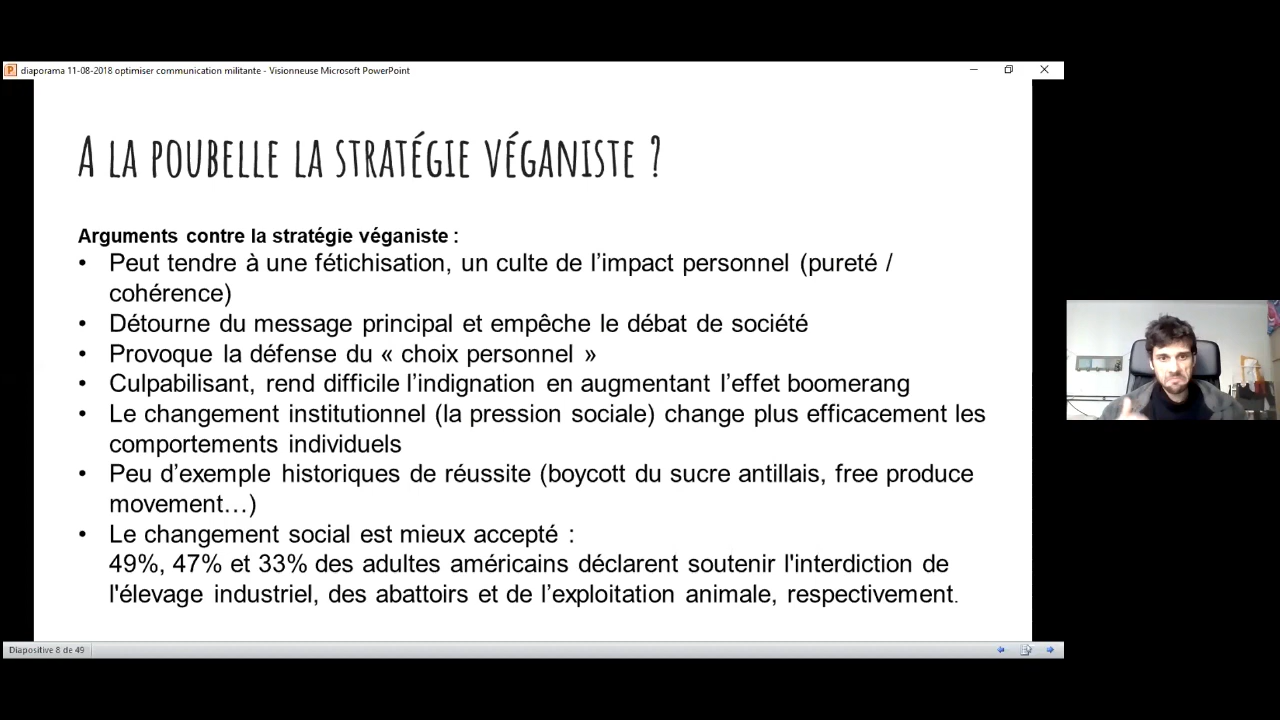 diaporama 11-08-2018 optimiser communication militante - Visionneuse Microsoft PowerPoint
A LA POUBELLE LA STRATÉGIE VÉGANISTE ?
Arguments contre la stratégie véganiste :
• Peut tendre à une fétichisation, un culte de l’impact personnel (pureté /
cohérence)
• Détourne du message principal et empêche le débat de société
• Provoque la défense du « choix personnel »
• Culpabilisant, rend difficile l’indignation en augmentant l’effet boomerang
• Le changement institutionnel (la pression sociale) change plus efficacement les
comportements individuels
• Peu d’exemple historiques de réussite (boycott du sucre antillais, free produce
movement…)
• Le changement social est mieux accepté :
49%, 47% et 33% des adultes américains déclarent soutenir l'interdiction de
l'élevage industriel, des abattoirs et de l’exploitation animale, respectivement.
Diapositive 8 de 49